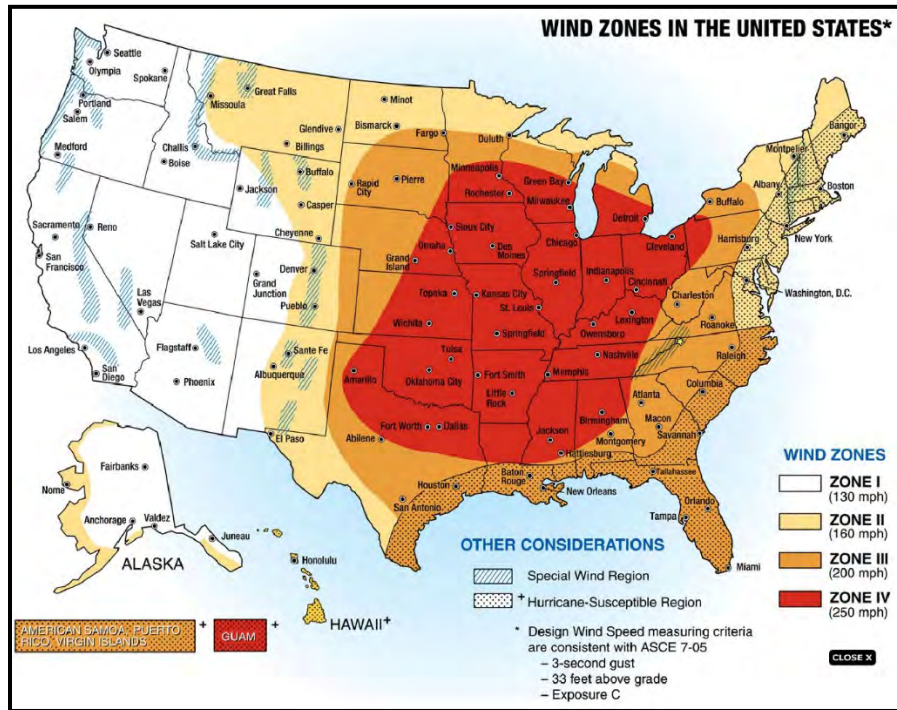 WIND ZONES IN THE UNITED STATES*
Seattle
Olympia
Spokane
Portland
Salem
Medford
Missoula
Great Falls
Challis
Boise
Glendive
Billings
Buffalo
Jackson
Casper
Cheyenne
Minot
Bismarck
Fargo
Duluth
Rapid City
Pierre
Minneapolis
Rochester
Green Bay
Milwaukee
Bangor
Montpelier
Albany
Boston
Buffalo
Detroit
Cleveland
Harrisburg
New York
Washington, D.C.
Sacramento
San Francisco
Reno
Salt Lake City
Las Vegas
Grand Junction
Denver
Pueblo
Sioux City
Omaha
Grand Island
Des Moines
Chicago
Springfield
Indianapolis
Cincinnati
Topeka
Kansas City
St. Louis
Wichita
Springfield
Owensboro
Lexington
Charleston
Roanoke
Raleigh
Nashville
Los Angeles
San Diego
Flagstaff
Phoenix
Sante Fe
Albuquerque
El Paso
Amarillo
Tulsa
Oklahoma City
Fort Smith
Little Rock
Memphis
Fort Worth
Dallas
Abilene
Jackson
Hattiesburg
Birmingham
Montgomery
Atlanta
Macon
Columbia
Savannah
Tallahassee
Houston
San Antonio
Baton Rouge
New Orleans
Orlando
Tampa
Miami
Fairbanks
Nome
Anchorage
Valdez
Juneau
ALASKA
Honolulu
HAWAII+
AMERICAN SAMOA, PUERTO
RICO, VIRGIN ISLANDS
+
GUAM
+
OTHER CONSIDERATIONS
Special Wind Region
+ Hurricane-Susceptible Region
* Design Wind Speed measuring criteria
are consistent with ASCE 7-05
– 3-second gust
– 33 feet above grade
– Exposure C
WIND ZONES
ZONE I
(130 mph)
ZONE II
(160 mph)
ZONE III
(200 mph)
ZONE IV
(250 mph)
CLOSE X